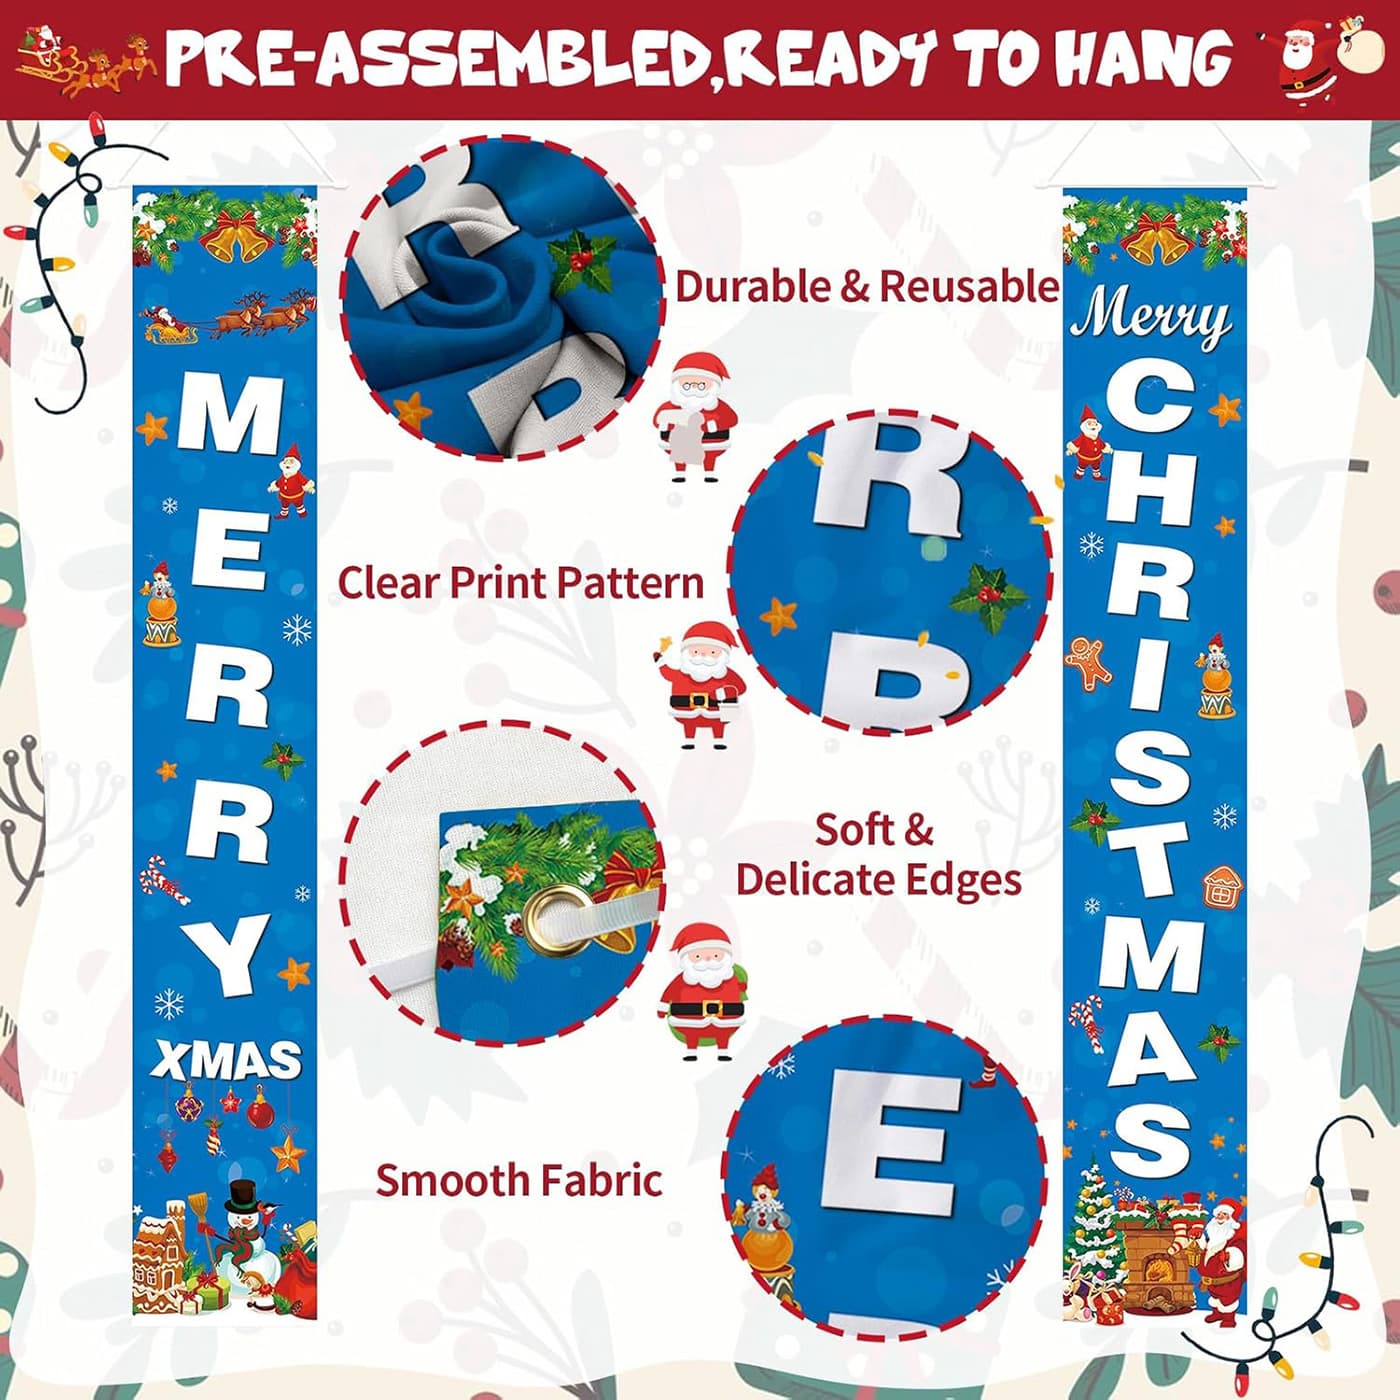 PRE-ASSEMBLED,READY TO HANG
MERRY
XMAS
Durable & Reusable
Clear Print Pattern
Soft &
Delicate Edges
Smooth Fabric
Merry
CHRISTMAS
R
R
E